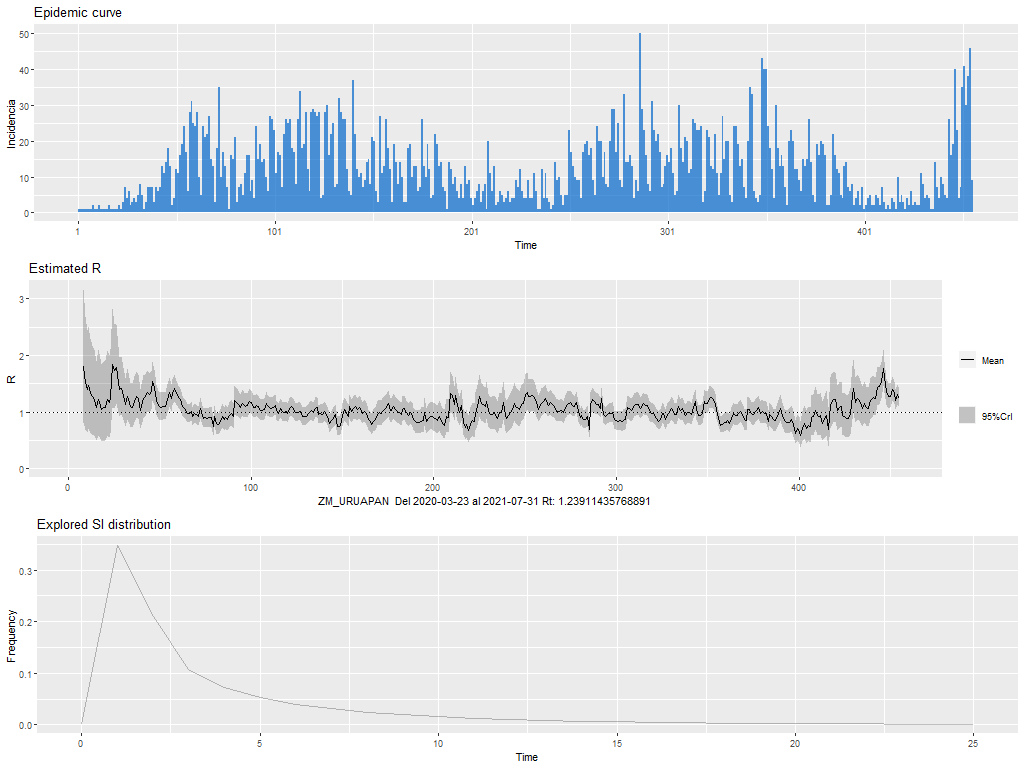 Epidemic curve
50
40
30
20
10
0
Incidencia
1
101
201
301
401
Time
Estimated R
3
2
1
0
R
0
100
200
300
400
Mean
95%CrI
ZM_URUAPAN Del 2020-03-23 al 2021-07-31 Rt: 1.23911435768891
Explored SI distribution
0.3
0.2
0.1
0.0
Frequency
0
5
10
15
20
25
Time